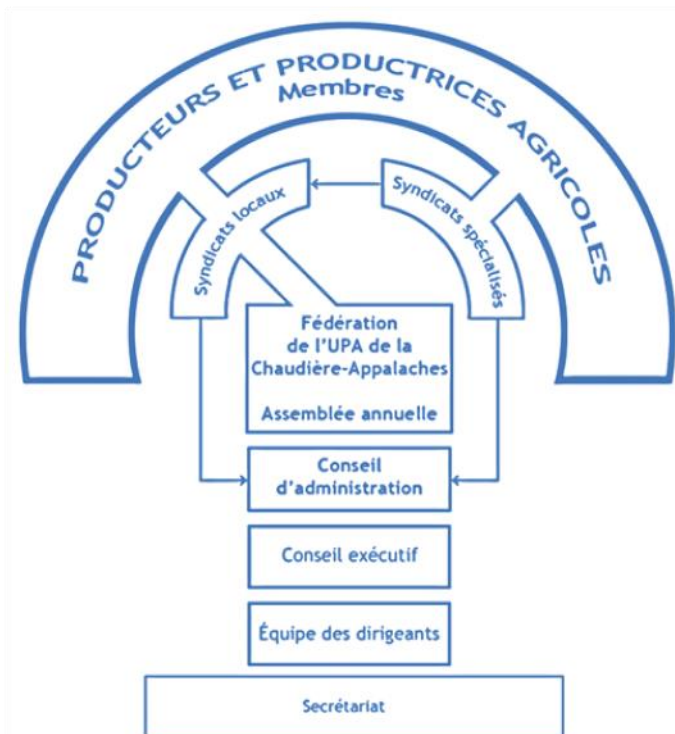 PRODUCTEURS ET PRODUCTRICES AGRICOLES
Membres
Syndicats locaux
Syndicats spécialisés
Fédération
de l'UPA de la
Chaudière-Appalaches
Assemblée annuelle
Conseil
d'administration
Conseil exécutif
Équipe des dirigeants
Secrétariat